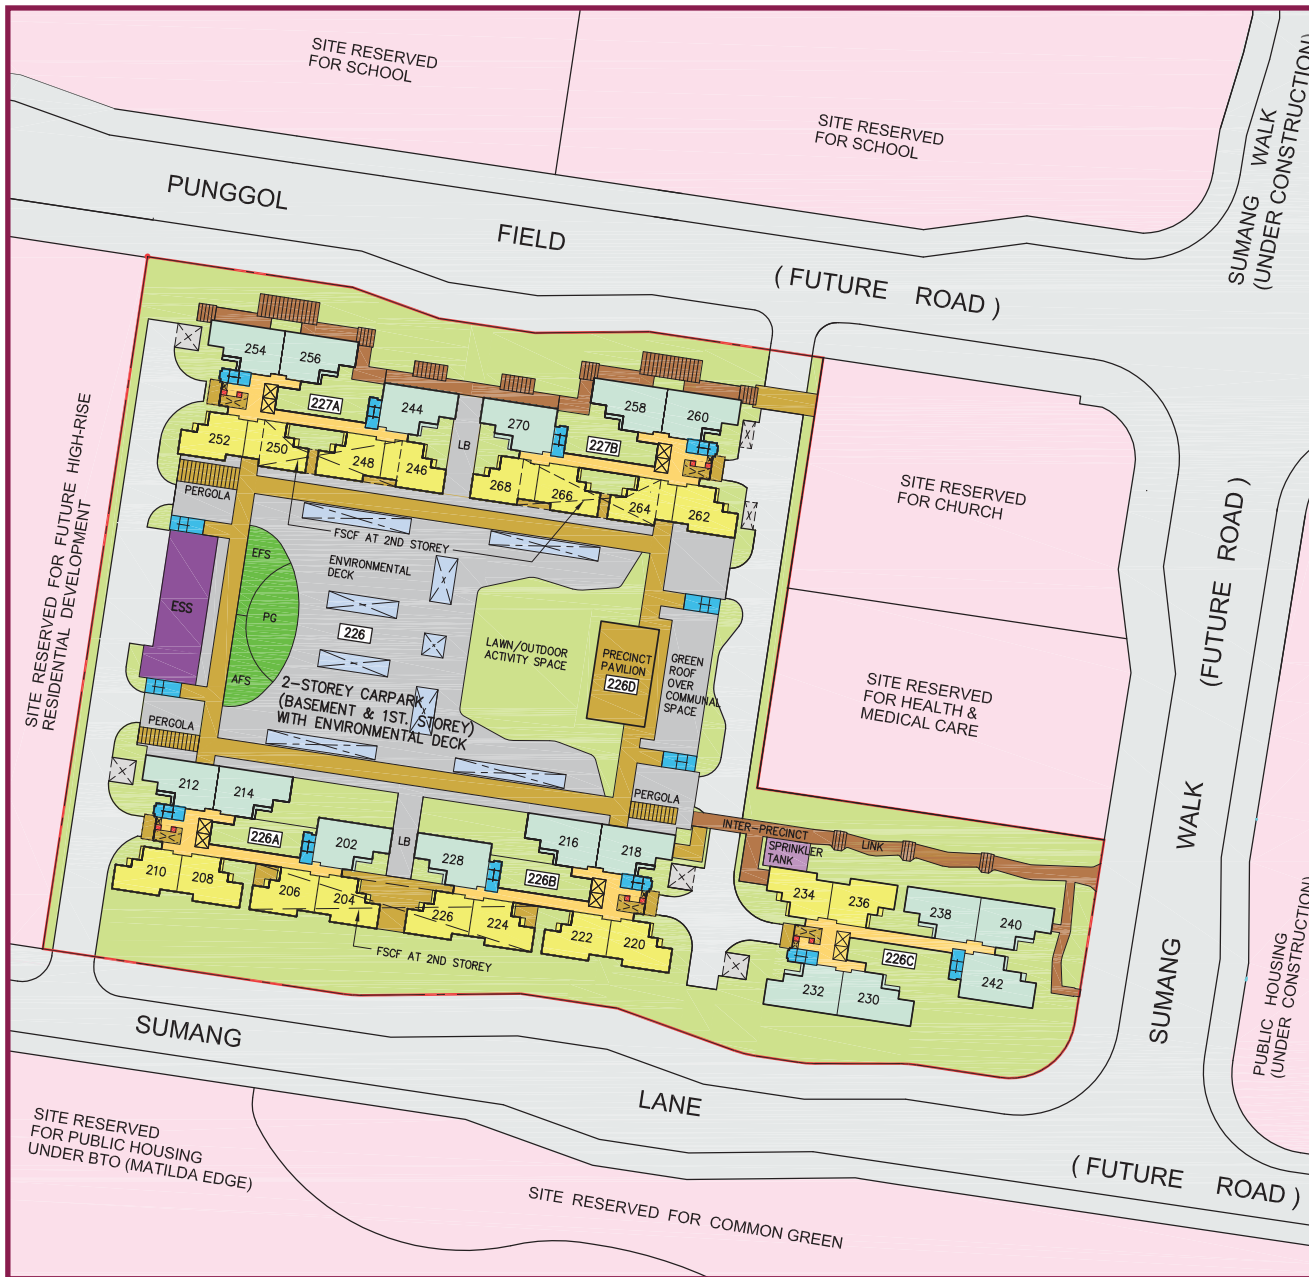 SITE RESERVED
FOR SCHOOL
SITE RESERVED
FOR SCHOOL
SUMANG WALK
(UNDER CONSTRUCTION)
PUNGGOL
FIELD
( FUTURE ROAD )
254
256
227A
244
252
250
248
246
LB
270
258
260
227B
268
266
264
262
PERGOLA
FSCF AT 2ND STOREY
EFS
ENVIRONMENTAL
DECK
ESS
PG
226
AFS
LAWN/OUTDOOR
ACTIVITY SPACE
PRECINCT
PAVILION
226D
GREEN
ROOF
OVER
COMMUNAL
SPACE
2-STOREY CARPARK
(BASEMENT & 1ST. STOREY)
WITH ENVIRONMENTAL DECK
PERGOLA
PERGOLA
SITE RESERVED FOR FUTURE HIGH-RISE
RESIDENTIAL DEVELOPMENT
SITE RESERVED
FOR CHURCH
SITE RESERVED
FOR HEALTH &
MEDICAL CARE
(FUTURE ROAD )
212
214
226A
202
LB
228
216
218
226B
210
208
206
204
226
224
222
220
FSCF AT 2ND STOREY
INTER-PRECINCT
LINK
SPRINKLER
TANK
234
236
238
240
226C
232
230
242
SUMANG WALK
PUBLIC HOUSING
(UNDER CONSTRUCTION)
SUMANG
LANE
( FUTURE ROAD )
SITE RESERVED
FOR PUBLIC HOUSING
UNDER BTO (MATILDA EDGE)
SITE RESERVED FOR COMMON GREEN